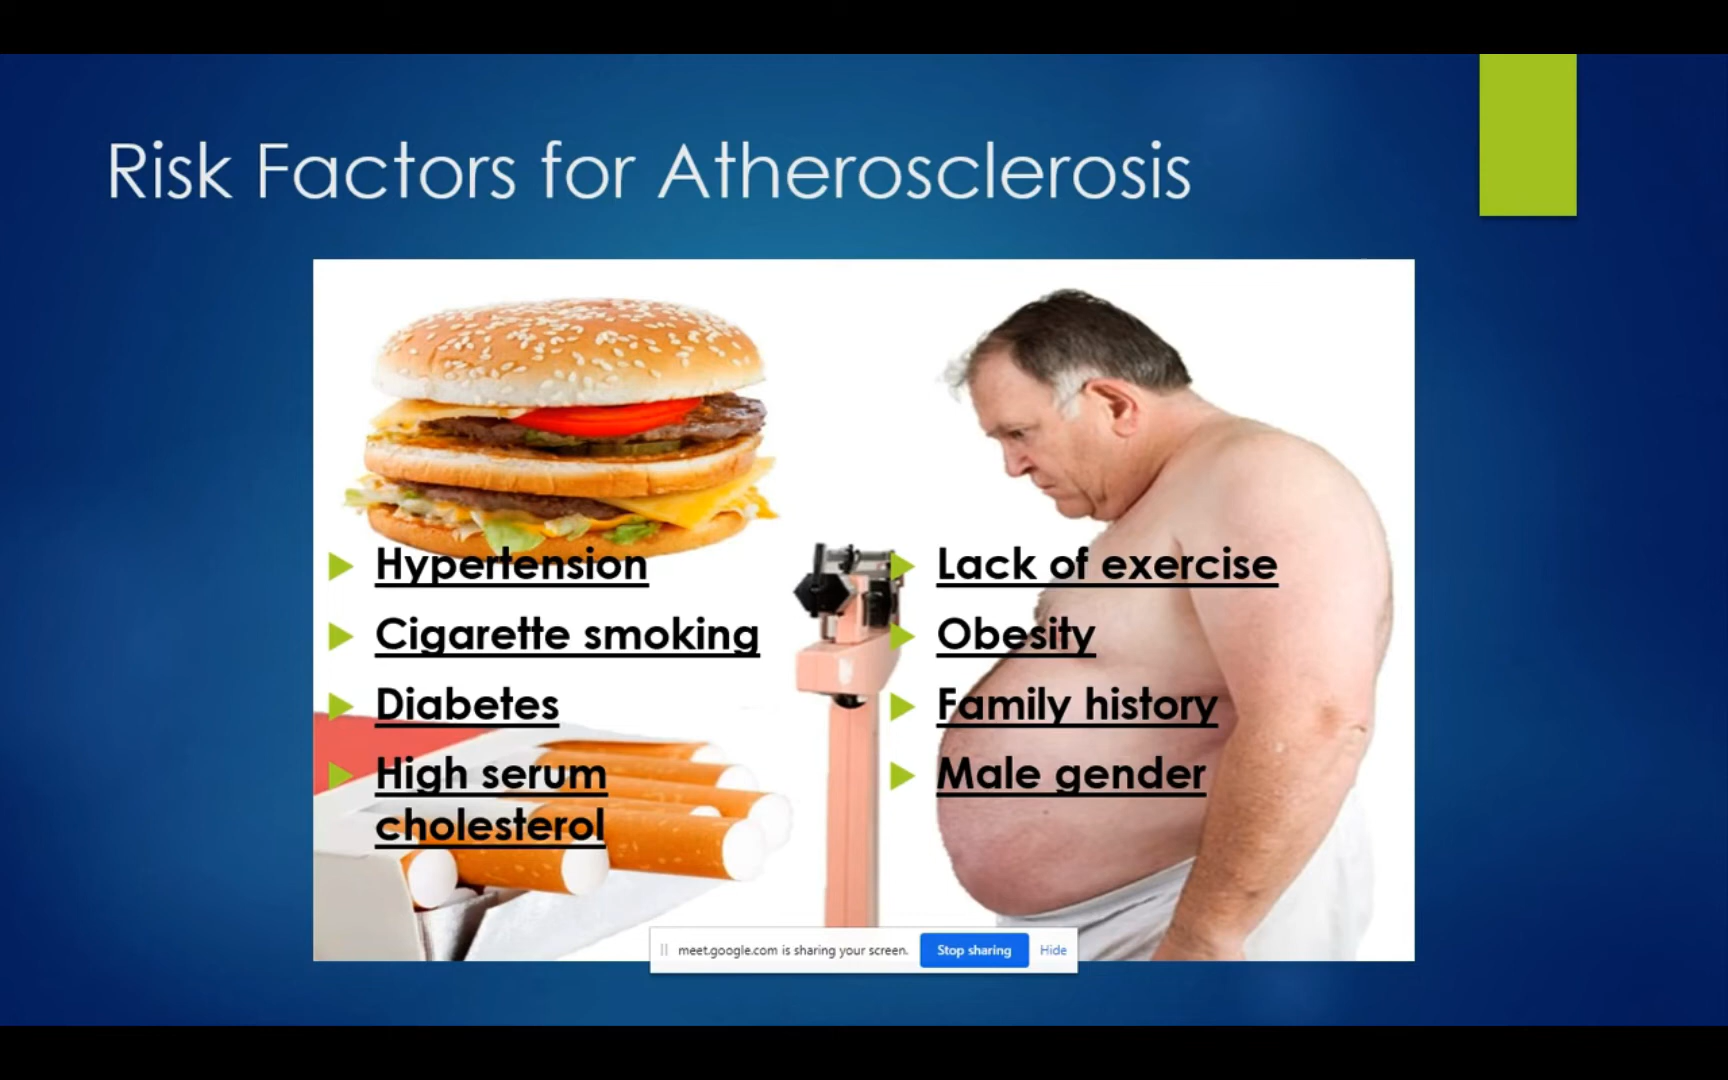 Risk Factors for Atherosclerosis
Hypertension
Cigarette smoking
Diabetes
High serum
cholesterol
Lack of exercise
Obesity
Family history
Male gender
meet.google.com is sharing your screen. Stop sharing Hide